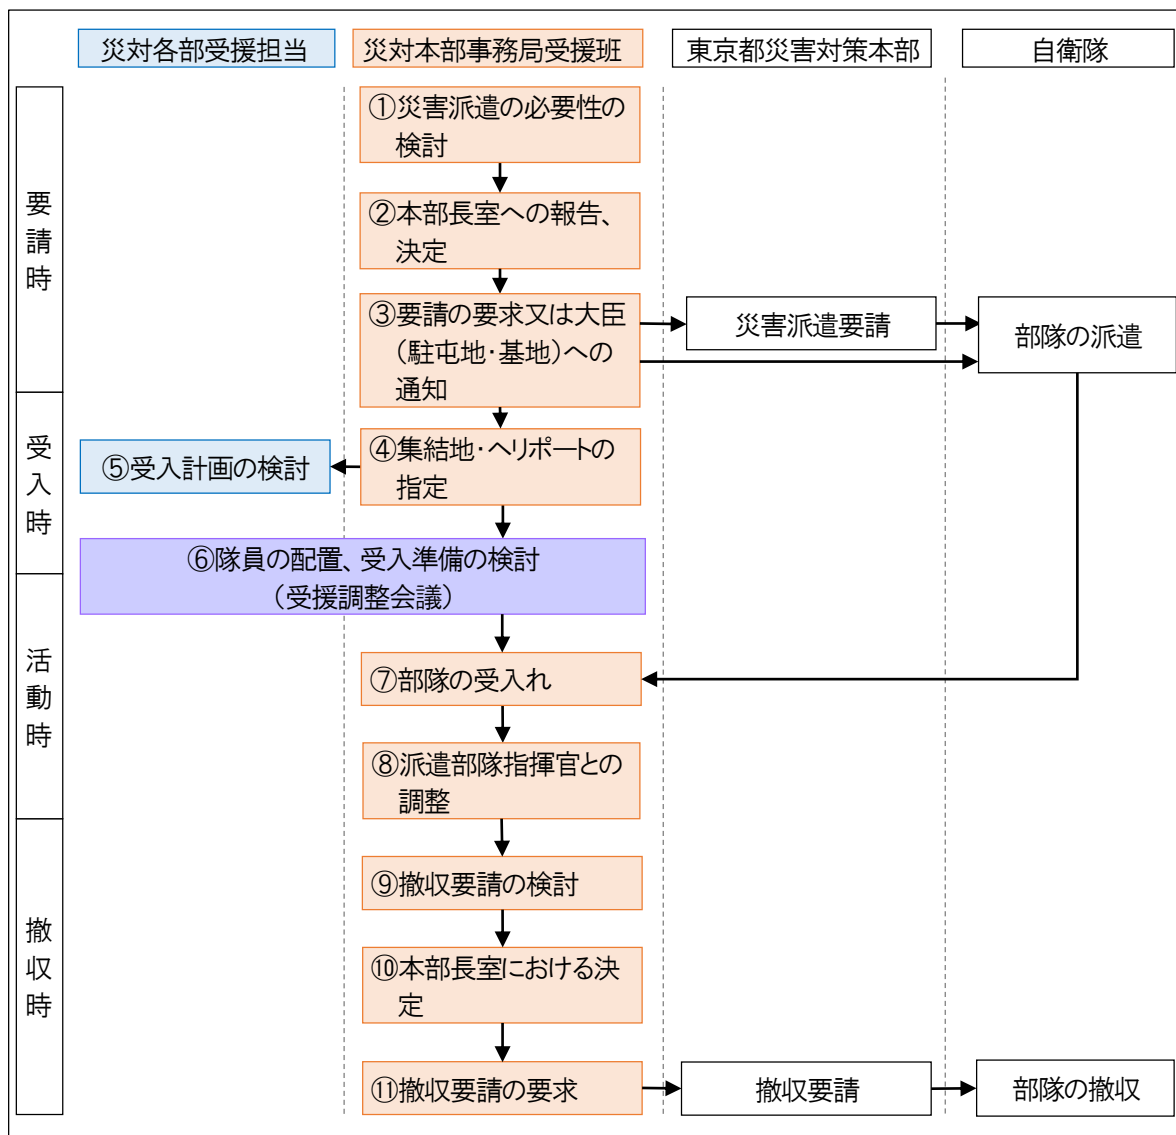 災対各部受援担当
災対本部事務局受援班
東京都災害対策本部
自衛隊
要請時
①災害派遣の必要性の
検討
②本部長室への報告、
決定
③要請の要求又は大臣
（駐屯地・基地）への
通知
災害派遣要請
部隊の派遣
受入時
④集結地・ヘリポートの
指定
⑤受入計画の検討
⑥隊員の配置、受入準備の検討
（受援調整会議）
活動時
⑦部隊の受入れ
⑧派遣部隊指揮官との
調整
撤収時
⑨撤収要請の検討
⑩本部長室における決
定
⑪撤収要請の要求
撤収要請
部隊の撤収